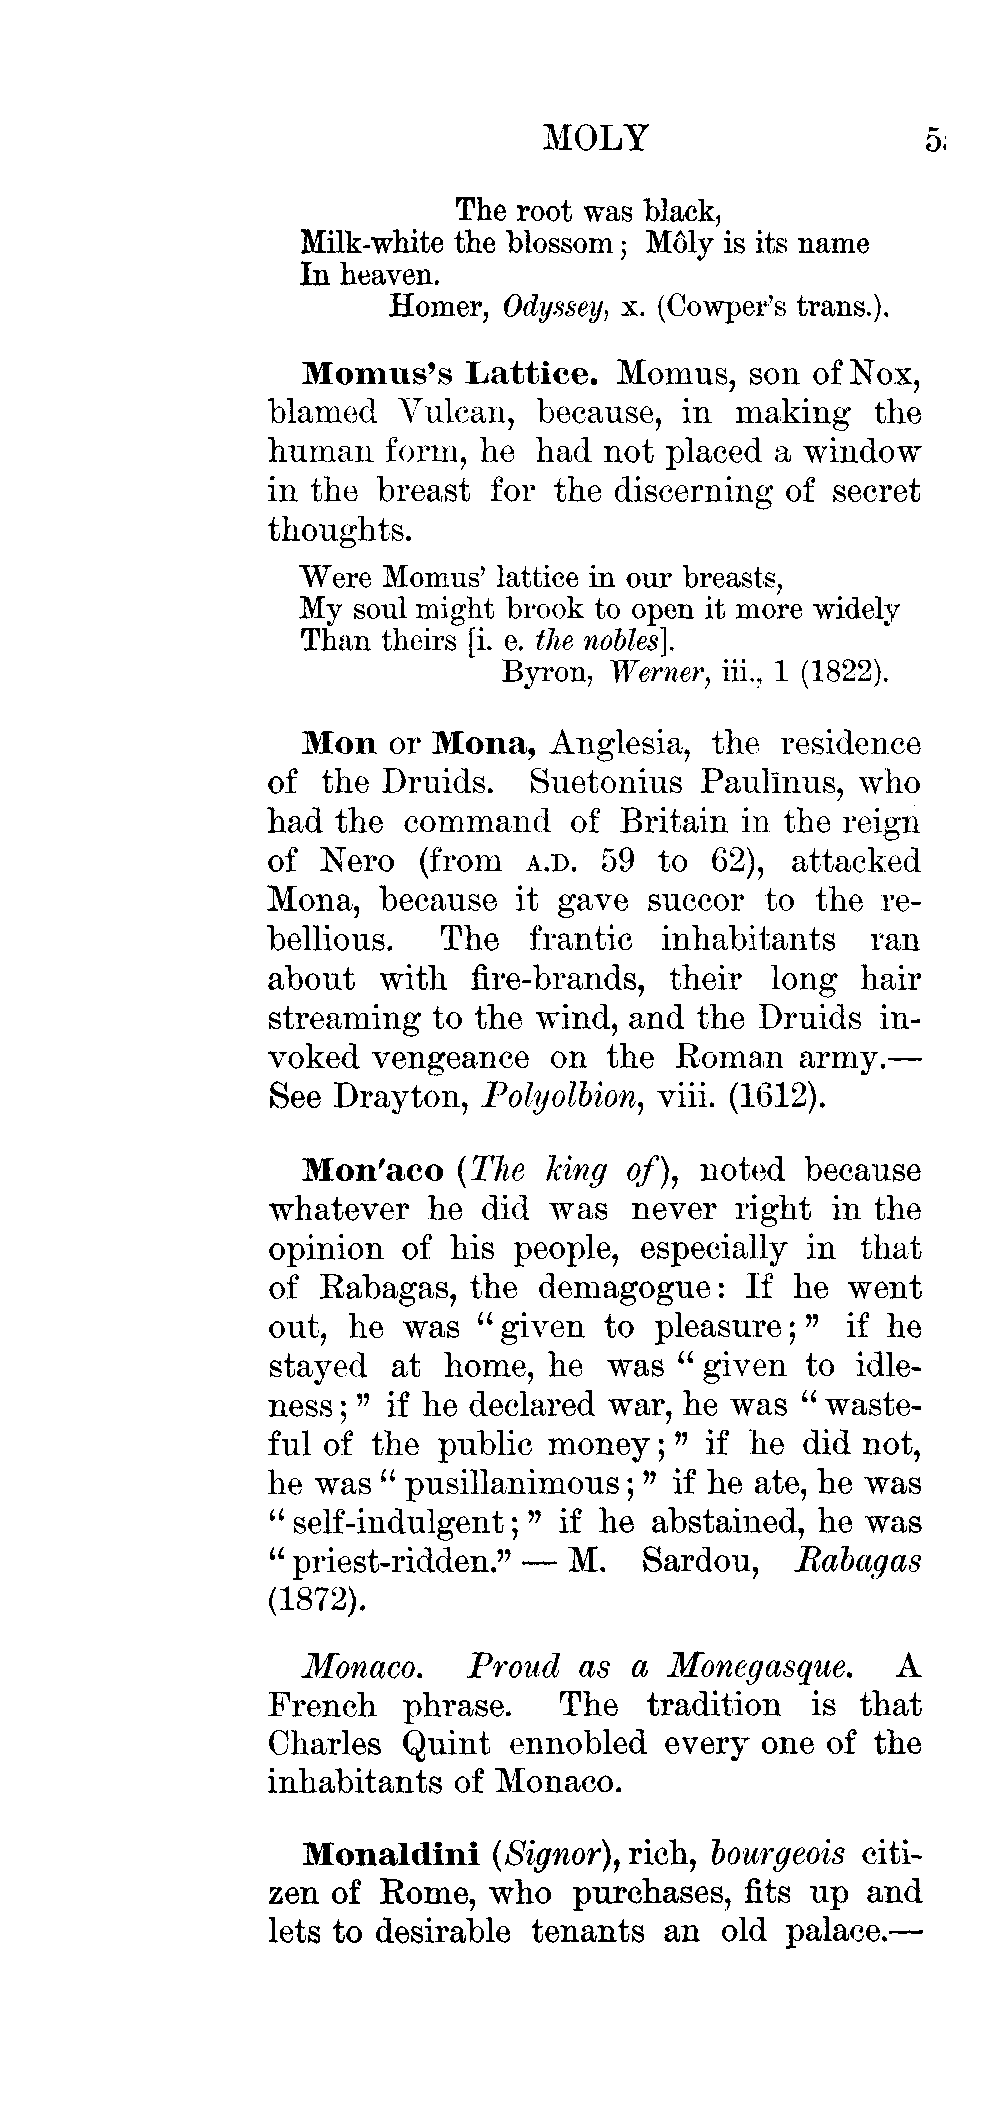 MOLY
The root was black,
Milk-white the blossom; Môly is its name
In heaven.
Homer, Odyssey, x. (Cowper's trans.).
Momus's Lattice. Momus, son of Nox,
blamed Vulcan, because, in making the
human form, he had not placed a window
in the breast for the discerning of secret
thoughts.
Were Momus' lattice in our breasts,
My soul might brook to open it more widely
Than theirs [i. e. the nobles].
Byron, Werner, iii., 1 (1822).
Mon or Mona, Anglesia, the residence
of the Druids. Suetonius Paulīnus, who
had the command of Britain in the reign
of Nero (from A.D. 59 to 62), attacked
Mona, because it gave succor to the re-
bellious. The frantic inhabitants ran
about with fire-brands, their long hair
streaming to the wind, and the Druids in-
voked vengeance on the Roman army.—
See Drayton, Polyolbion, viii. (1612).
Mon'aco (The king of), noted because
whatever he did was never right in the
opinion of his people, especially in that
of Rabagas, the demagogue: If he went
out, he was "given to pleasure;" if he
stayed at home, he was "given to idle-
ness;" if he declared war, he was "waste-
ful of the public money;" if he did not,
he was "pusillanimous;" if he ate, he was
"self-indulgent;" if he abstained, he was
"priest-ridden."—M. Sardou, Rabagas
(1872).
Monaco. Proud as a Monegasque. A
French phrase. The tradition is that
Charles Quint ennobled every one of the
inhabitants of Monaco.
Monaldini (Signor), rich, bourgeois citi-
zen of Rome, who purchases, fits up and
lets to desirable tenants an old palace.—